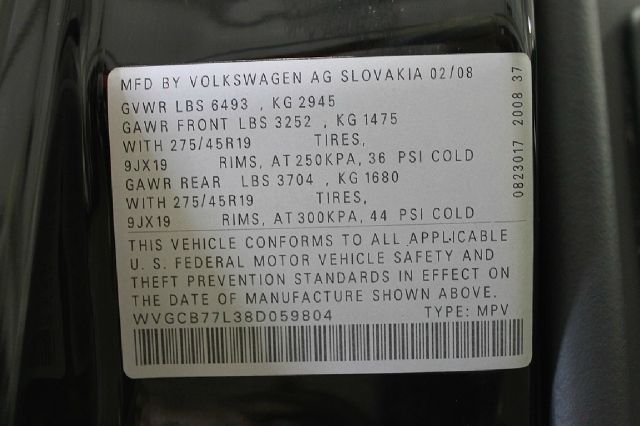 MFD BY VOLKSWAGEN AG SLOVAKIA 02/08
GVWR LBS 6493 , KG 2945
GAWR FRONT LBS 3252 , KG 1475
WITH 275/45R19 TIRES,
9JX19 RIMS, AT 250KPA, 36 PSI COLD
GAWR REAR LBS 3704 , KG 1680
WITH 275/45R19 TIRES,
9JX19 RIMS, AT 300KPA, 44 PSI COLD
THIS VEHICLE CONFORMS TO ALL APPLICABLE
U. S. FEDERAL MOTOR VEHICLE SAFETY AND
THEFT PREVENTION STANDARDS IN EFFECT ON
THE DATE OF MANUFACTURE SHOWN ABOVE.
WVGCB77L38D059804 TYPE: MPV
0823017 2008 37